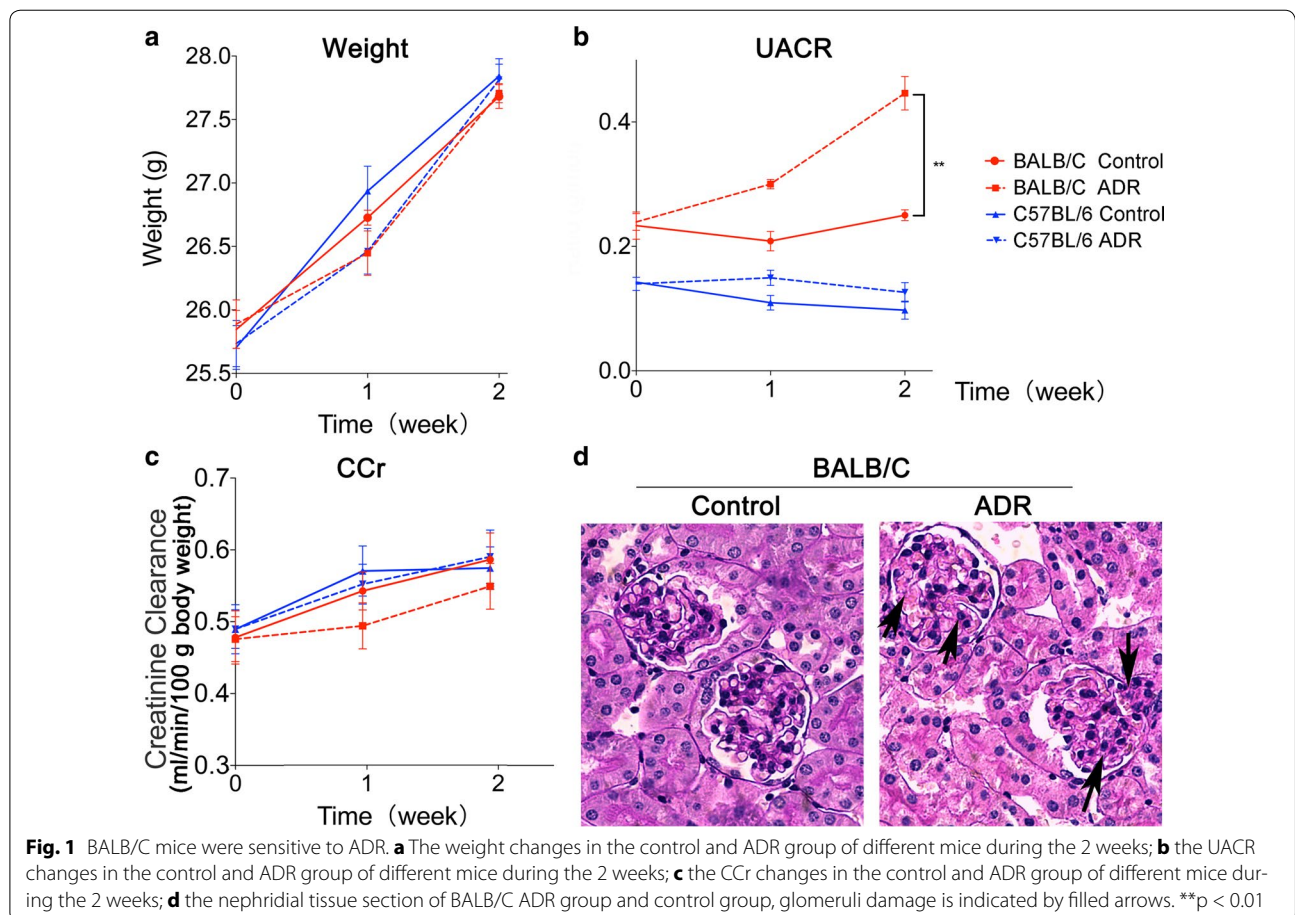 a
Weight
28.0
27.5
27.0
26.5
26.0
25.5
Weight (g)
0 1 2
Time（week）
b
UACR
0.4
0.2
0.0
**
0 1 2
Time（week）
BALB/C Control
BALB/C ADR
C57BL/6 Control
C57BL/6 ADR
c
CCr
0.7
0.6
0.5
0.4
0.3
Creatinine Clearance
(ml/min/100 g body weight)
0 1 2
Time（week）
d
BALB/C
Control ADR
Fig. 1 BALB/C mice were sensitive to ADR. a The weight changes in the control and ADR group of different mice during the 2 weeks; b the UACR
changes in the control and ADR group of different mice during the 2 weeks; c the CCr changes in the control and ADR group of different mice dur-
ing the 2 weeks; d the nephridial tissue section of BALB/C ADR group and control group, glomeruli damage is indicated by filled arrows. **p < 0.01